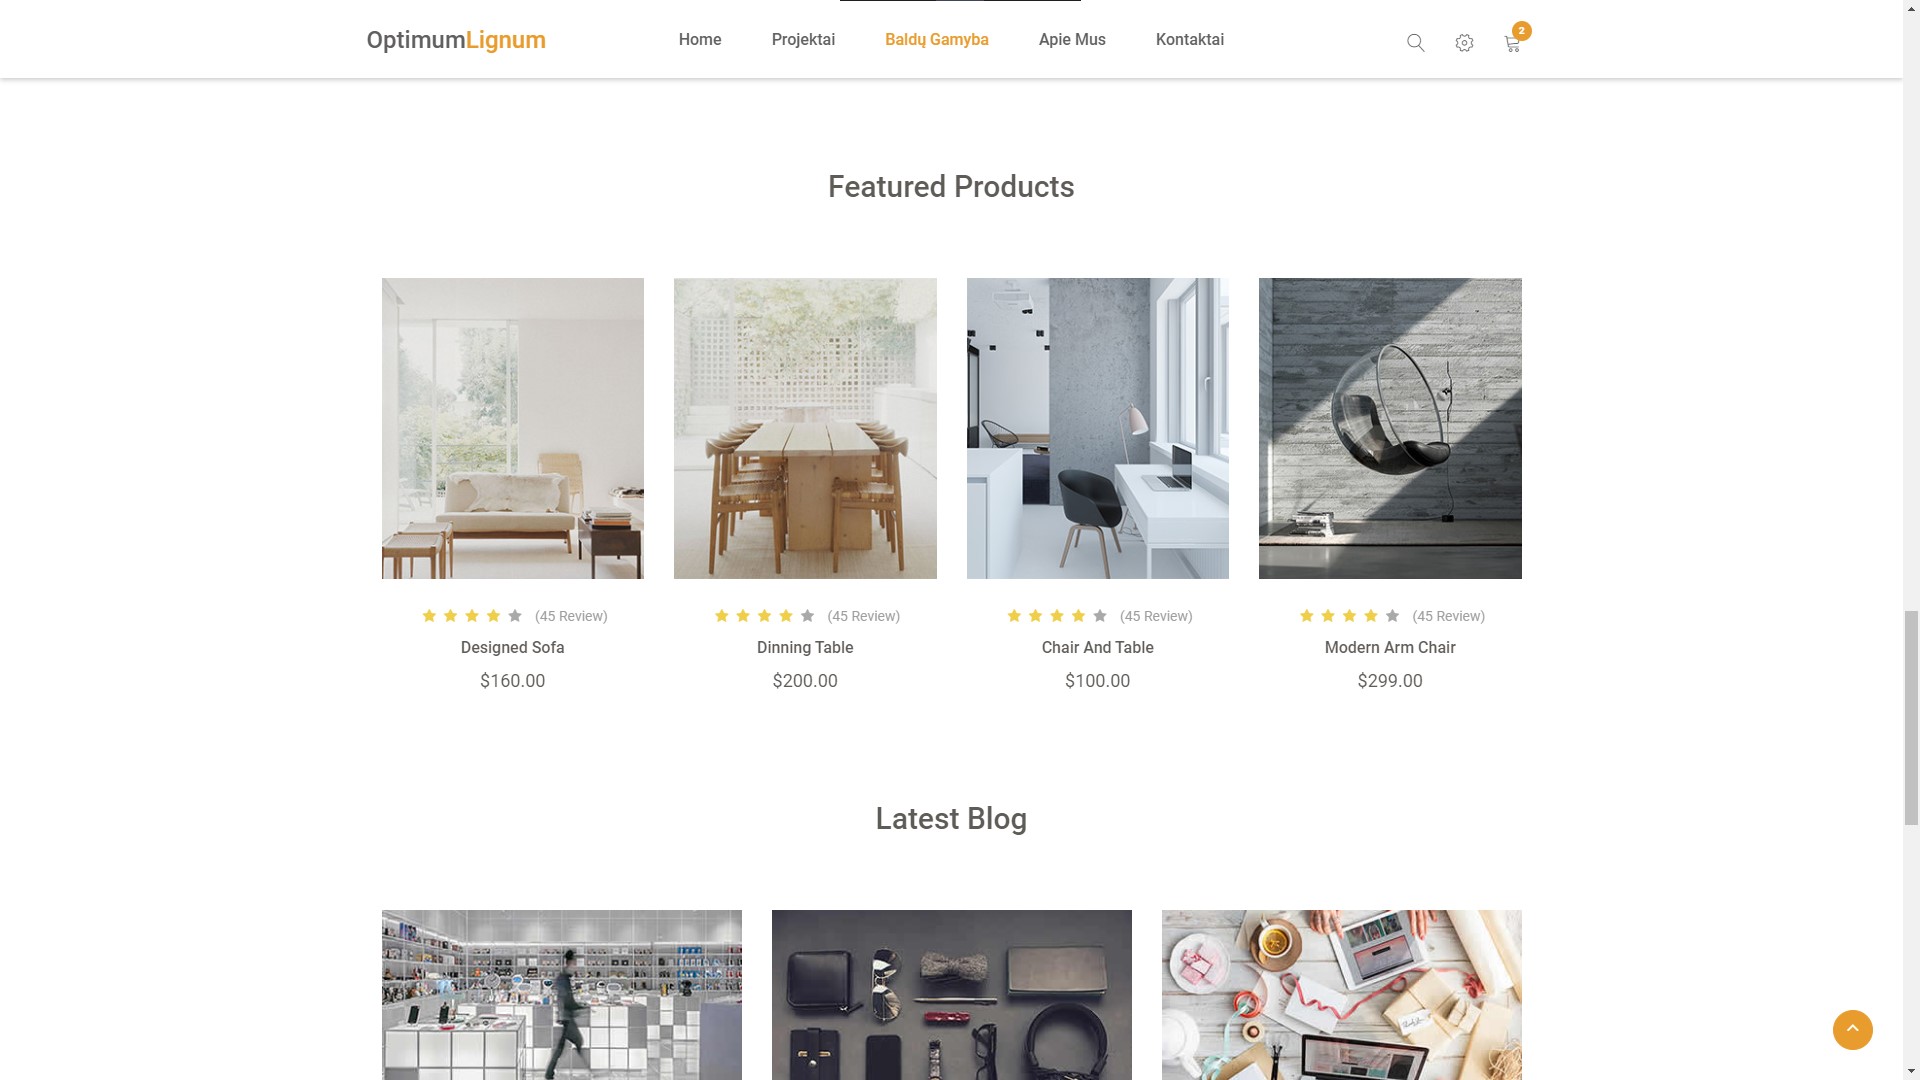 OptimumLignum
Home
Projektai
Baldų Gamyba
Apie Mus
Kontaktai
2
Featured Products
(45 Review)
(45 Review)
(45 Review)
(45 Review)
Designed Sofa
Dinning Table
Chair And Table
Modern Arm Chair
$160.00
$200.00
$100.00
$299.00
Latest Blog